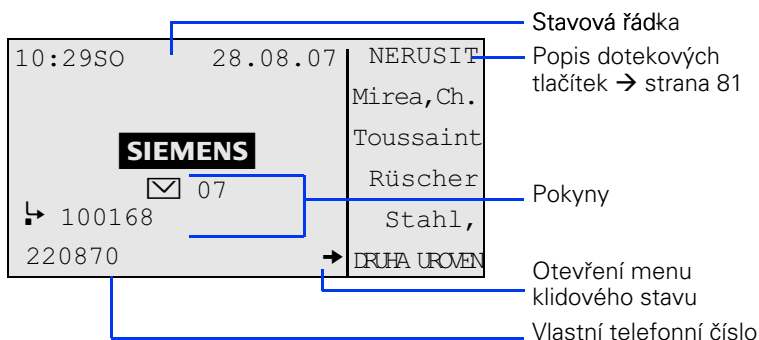 Stavová řádka
10:29SO 28.08.07 NERUSIT
Popis dotekových
tlačítek → strana 81
Mirea,Ch.
SIEMENS
Toussaint
07
Rüscher
Pokyny
100168
Stahl,
220870 → DRUHA UROVEN
Otevření menu
klidového stavu
Vlastní telefonní číslo